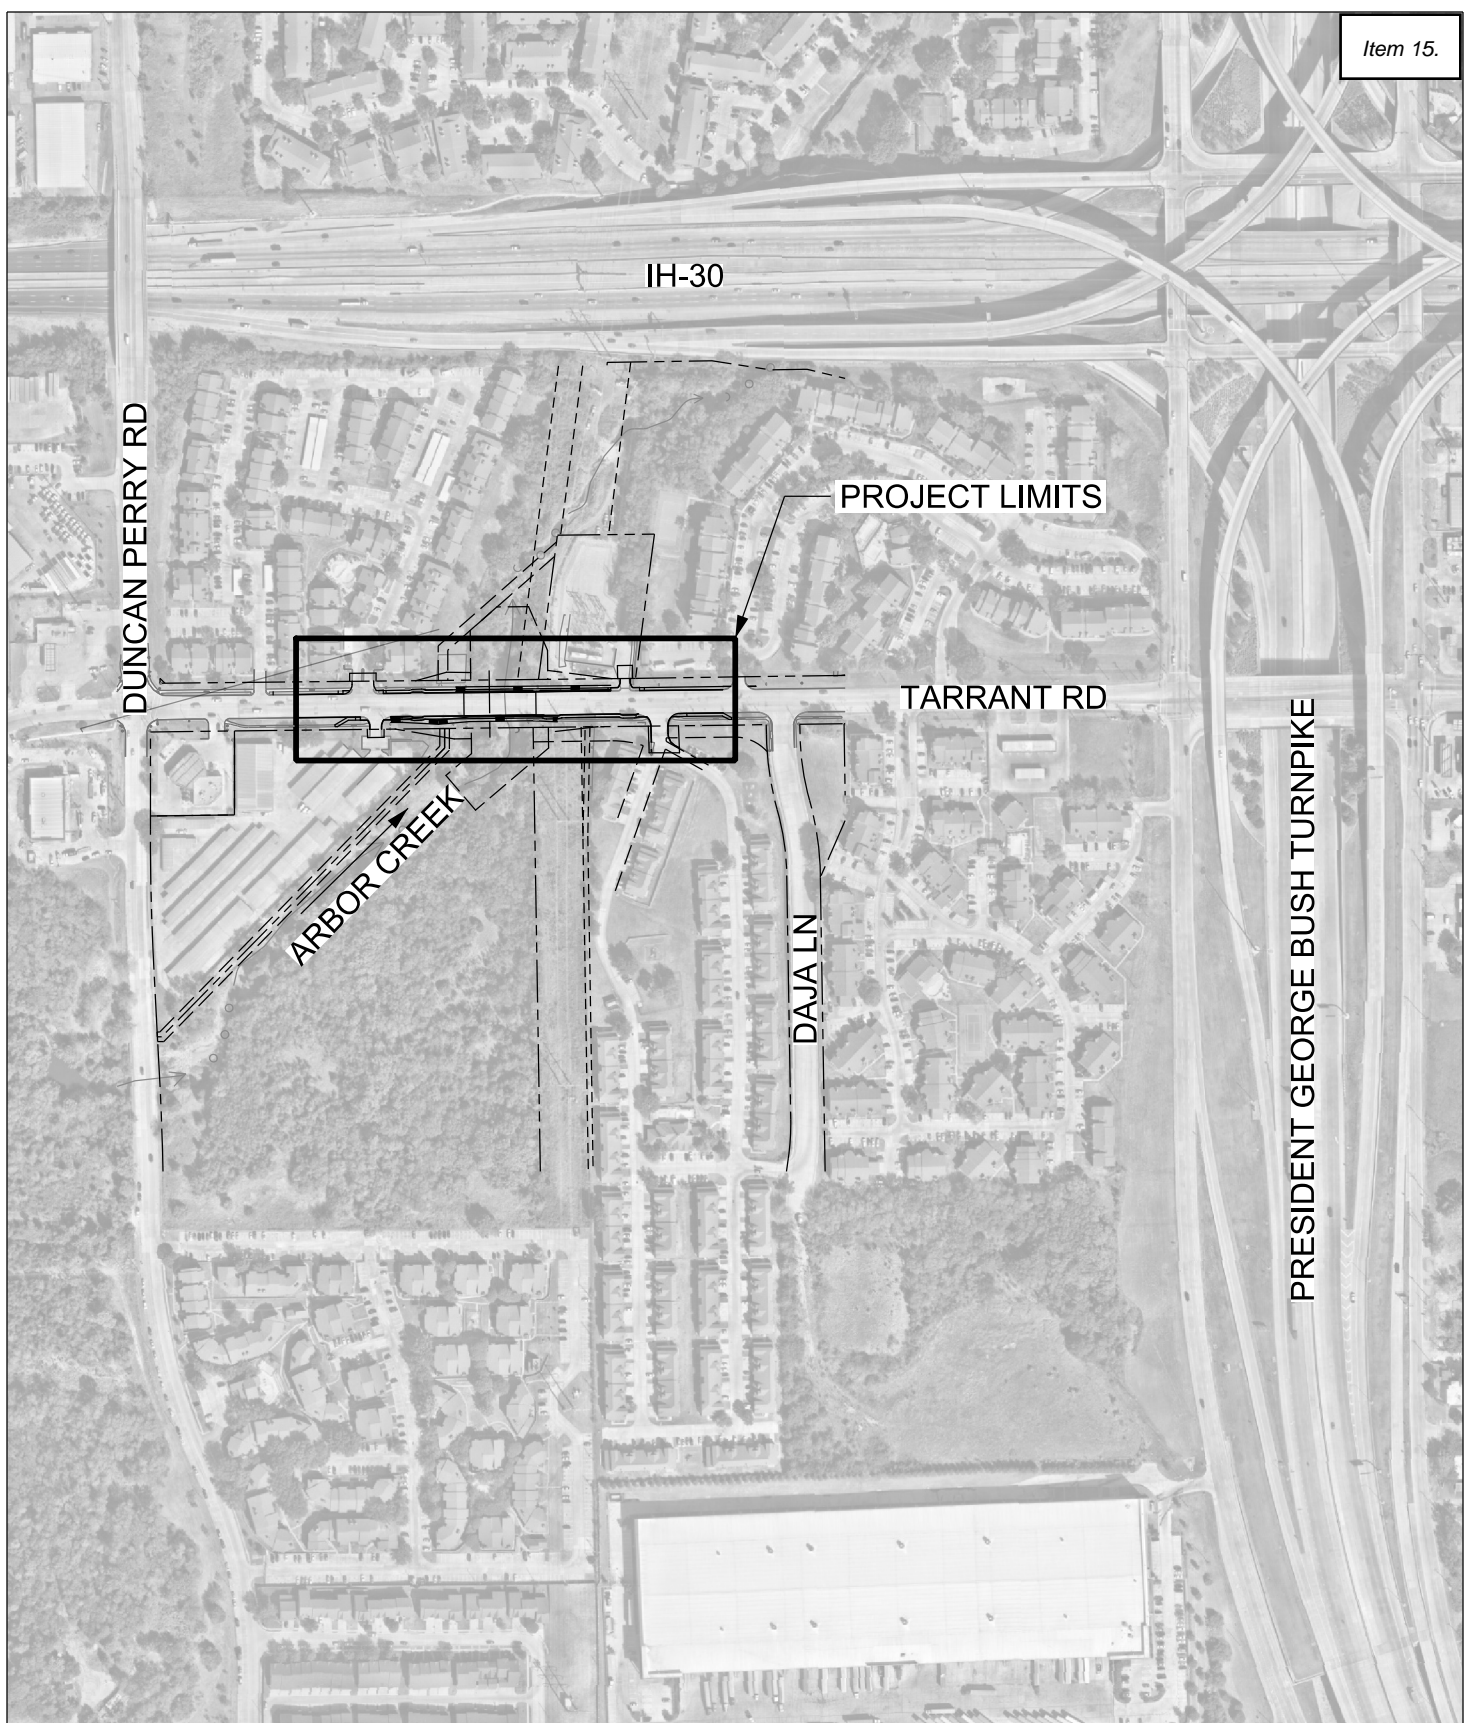 Item 15.
IH-30
DUNCAN PERRY RD
PROJECT LIMITS
TARRANT RD
ARBOR CREEK
DAJA LN
PRESIDENT GEORGE BUSH TURNPIKE